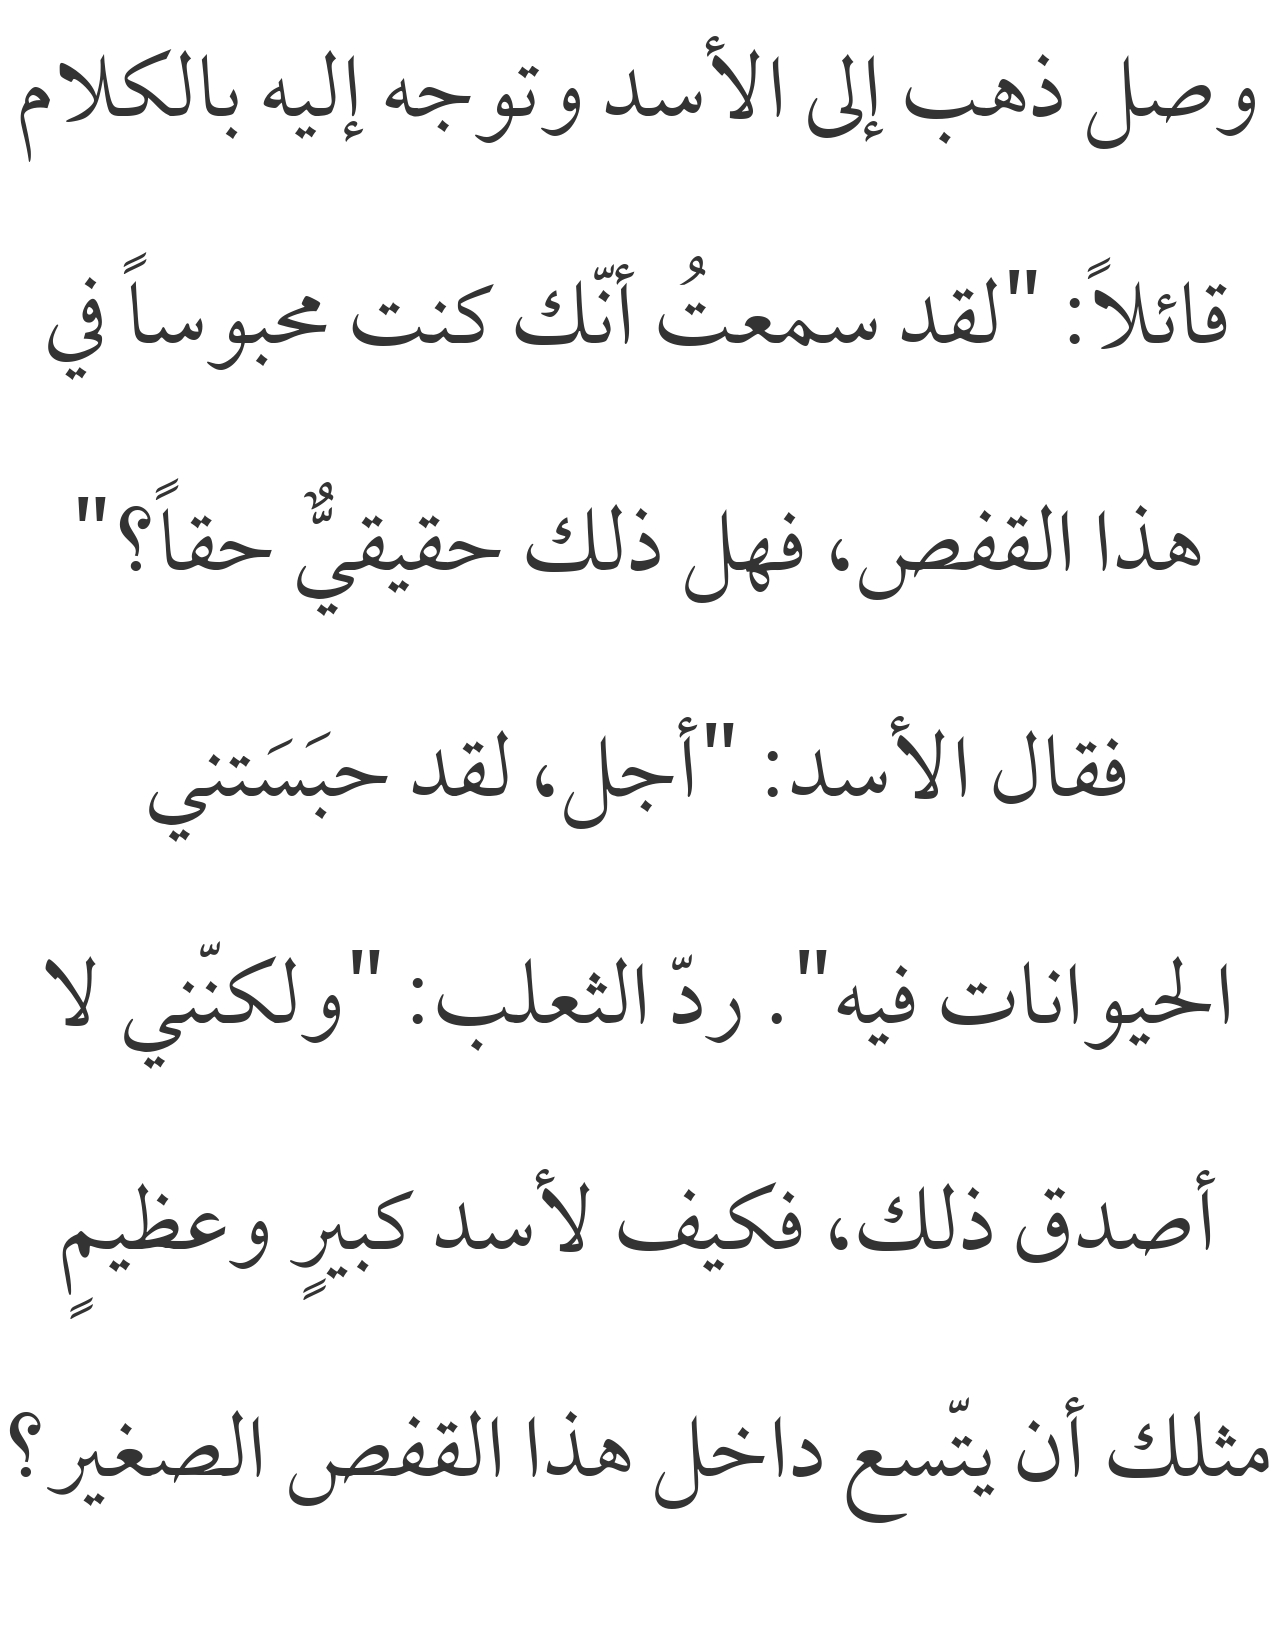 وصل ذهب إلى الأسد وتوجه إليه بالكلام
قائلاً: "لقد سمعتُ أنّك كنت محبوساً في
هذا القفص، فهل ذلك حقيقيٌّ حقاً؟"
فقال الأسد: "أجل، لقد حبَسَتني
الحيوانات فيه". ردّ الثعلب: "ولكنّني لا
أصدق ذلك، فكيف لأسد كبيرٍ وعظيمٍ
مثلك أن يتّسع داخل هذا القفص الصغير؟